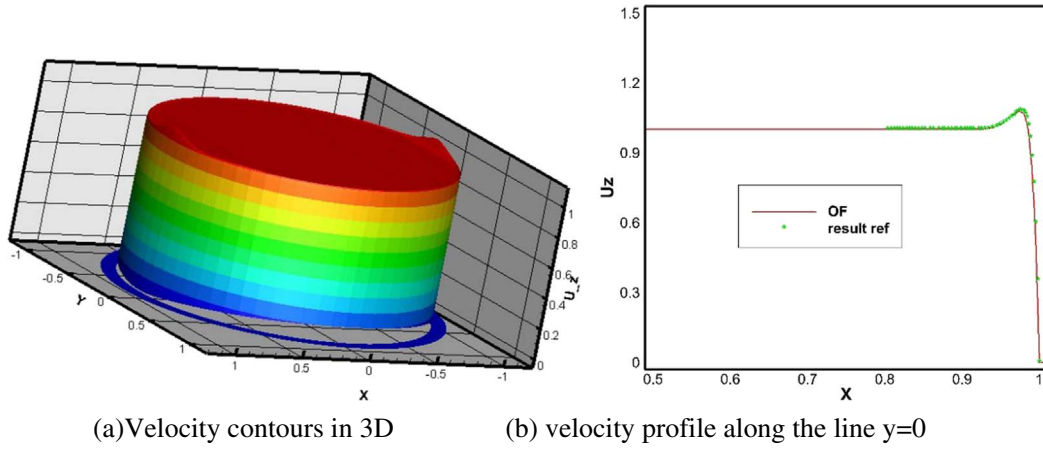 -1
-0.5
0
0.5
1
Y
1
0.5
0
-0.5
-1
X
0
0.2
0.4
0.6
0.8
1
U_z
1.5
1.2
0.9
0.6
0.3
0
Uz
OF
result ref
0.5 0.6 0.7 0.8 0.9 1
X
(a)Velocity contours in 3D
(b) velocity profile along the line y=0